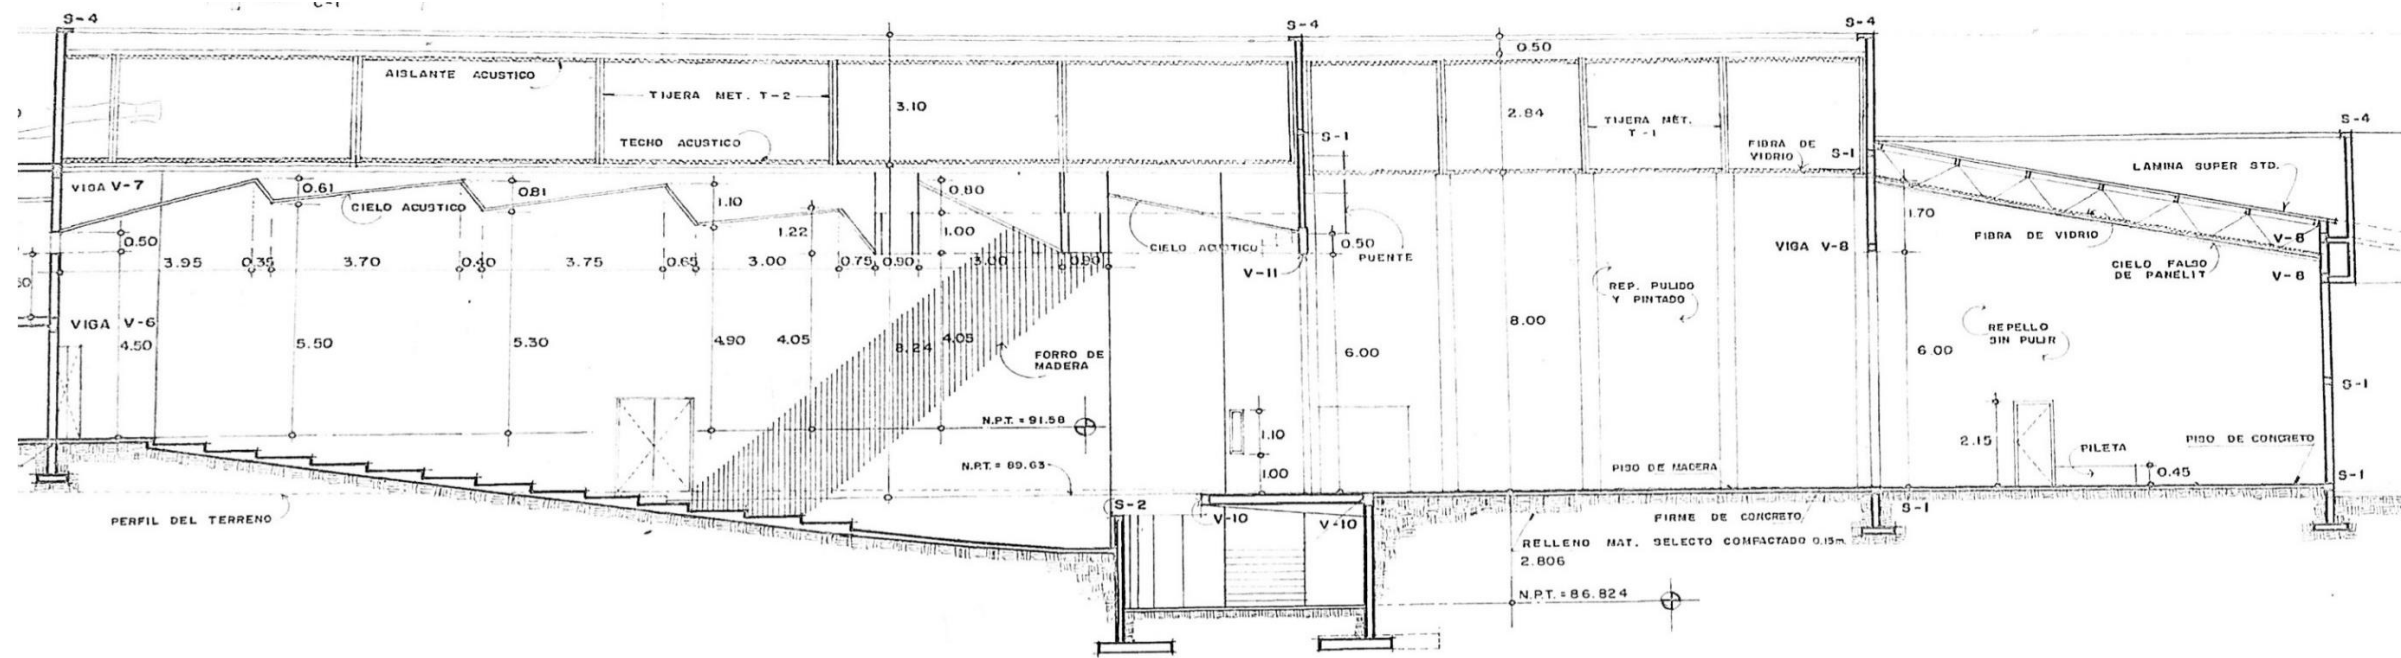 C-1
S-4
S-4
S-4
0.50
AISLANTE ACUSTICO
TIJERA MET. T-2
3.10
2.84
TIJERA MET.
T-1
S-4
TECHO ACUSTICO
S-1
FIBRA DE
VIDRIO
S-1
LAMINA SUPER STD.
VIGA V-7
0.61
0.81
0.80
CIELO ACUSTICO
1.10
1.70
1.22
1.00
0.50
CIELO ACUSTICO
0.50
PUENTE
VIGA V-8
FIBRA DE VIDRIO
V-8
3.95
0.35
3.70
0.40
3.75
0.65
3.00
0.75
0.90
3.00
0.90
V-11
CIELO FALSO
DE PANELIT
V-8
REP. PULIDO
Y PINTADO
VIGA V-6
8.00
REPELLO
SIN PULIR
4.50
5.50
5.30
4.90
4.05
8.24
4.05
FORRO DE
MADERA
6.00
6.00
S-1
N.P.T. = 91.58
1.10
2.15
PILETA
PISO DE CONCRETO
N.P.T. = 89.63
1.00
PISO DE MADERA
0.45
S-1
PERFIL DEL TERRENO
S-2
V-10
V-10
FIRME DE CONCRETO
S-1
RELLENO MAT. SELECTO COMPACTADO 0.15m.
2.806
N.P.T. = 86.824